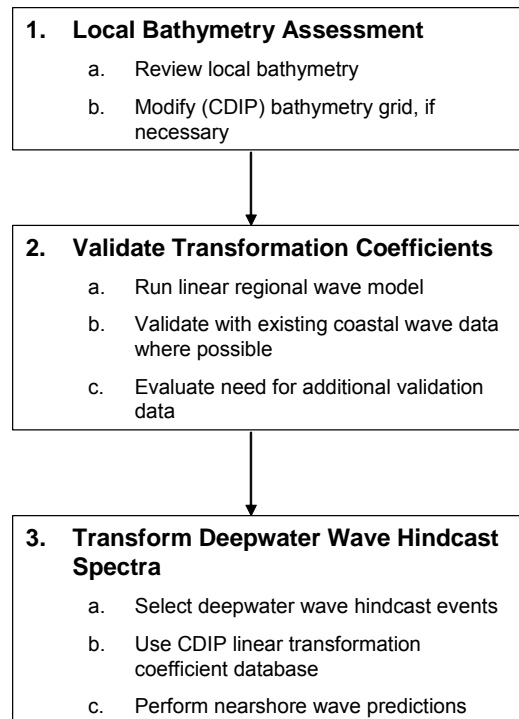 1. Local Bathymetry Assessment
a. Review local bathymetry
b. Modify (CDIP) bathymetry grid, if
necessary
2. Validate Transformation Coefficients
a. Run linear regional wave model
b. Validate with existing coastal wave data
where possible
c. Evaluate need for additional validation
data
3. Transform Deepwater Wave Hindcast
Spectra
a. Select deepwater wave hindcast events
b. Use CDIP linear transformation
coefficient database
c. Perform nearshore wave predictions